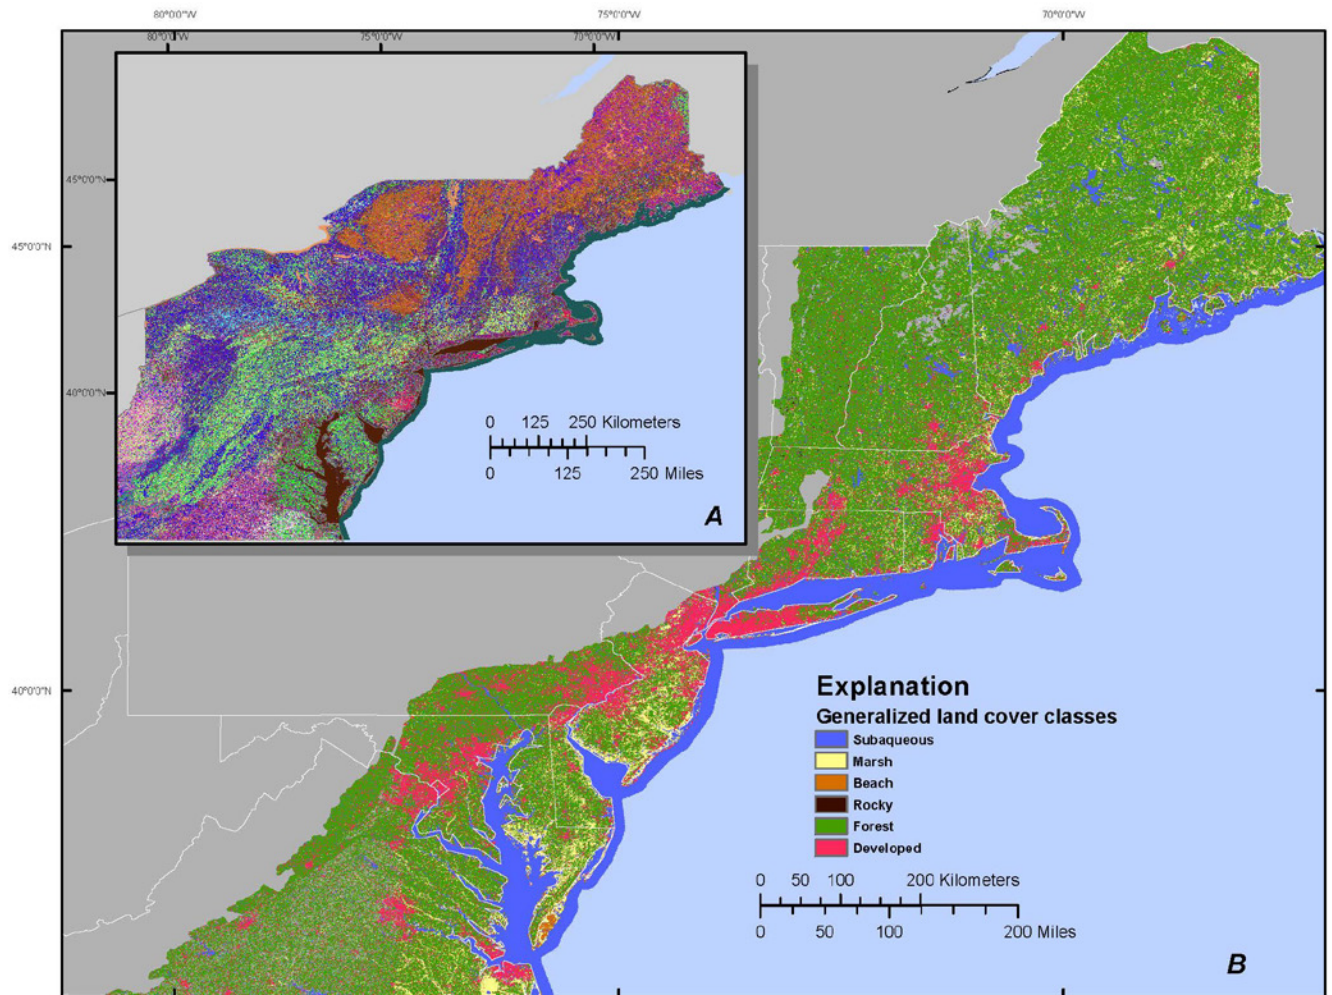 80°0'0"W 75°0'0"W 70°0'0"W
80°0'0"W 75°0'0"W 70°0'0"W
45°0'0"N
45°0'0"N
40°0'0"N
0 125 250 Kilometers
0 125 250 Miles
A
40°0'0"N
Explanation
Generalized land cover classes
Subaqueous
Marsh
Beach
Rocky
Forest
Developed
0 50 100 200 Kilometers
0 50 100 200 Miles
B